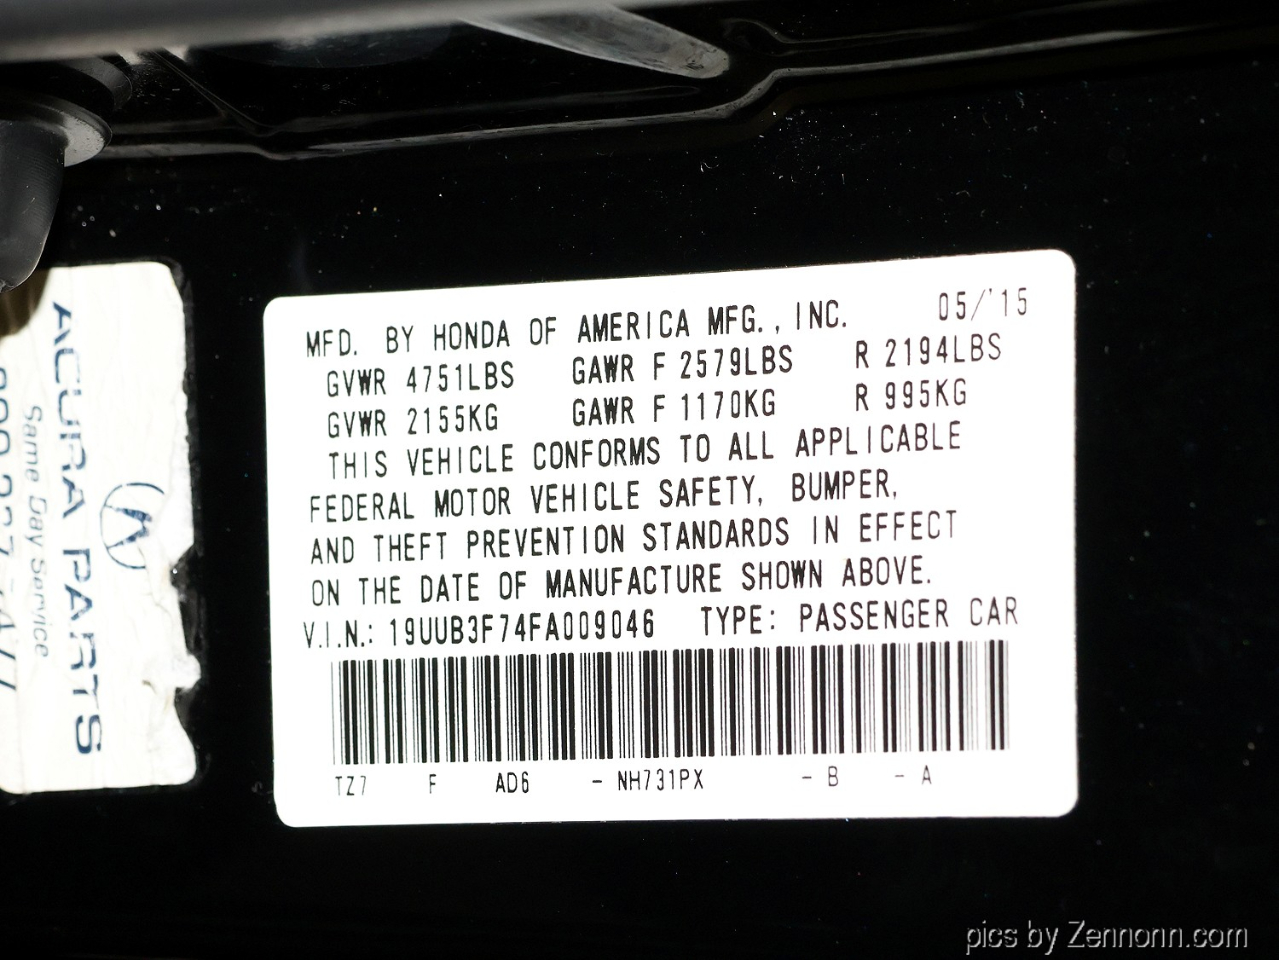 MFD. BY HONDA OF AMERICA MFG., INC. 05/'15
GVWR 4751LBS GAWR F 2579LBS R 2194LBS
GVWR 2155KG GAWR F 1170KG R 995KG
THIS VEHICLE CONFORMS TO ALL APPLICABLE
FEDERAL MOTOR VEHICLE SAFETY, BUMPER,
AND THEFT PREVENTION STANDARDS IN EFFECT
ON THE DATE OF MANUFACTURE SHOWN ABOVE.
V.I.N.: 19UUB3F74FA009046 TYPE: PASSENGER CAR
TZ7 F AD6 - NH731PX - B - A
ACURA PARTS
Same Day Service
pics by Zennonn.com